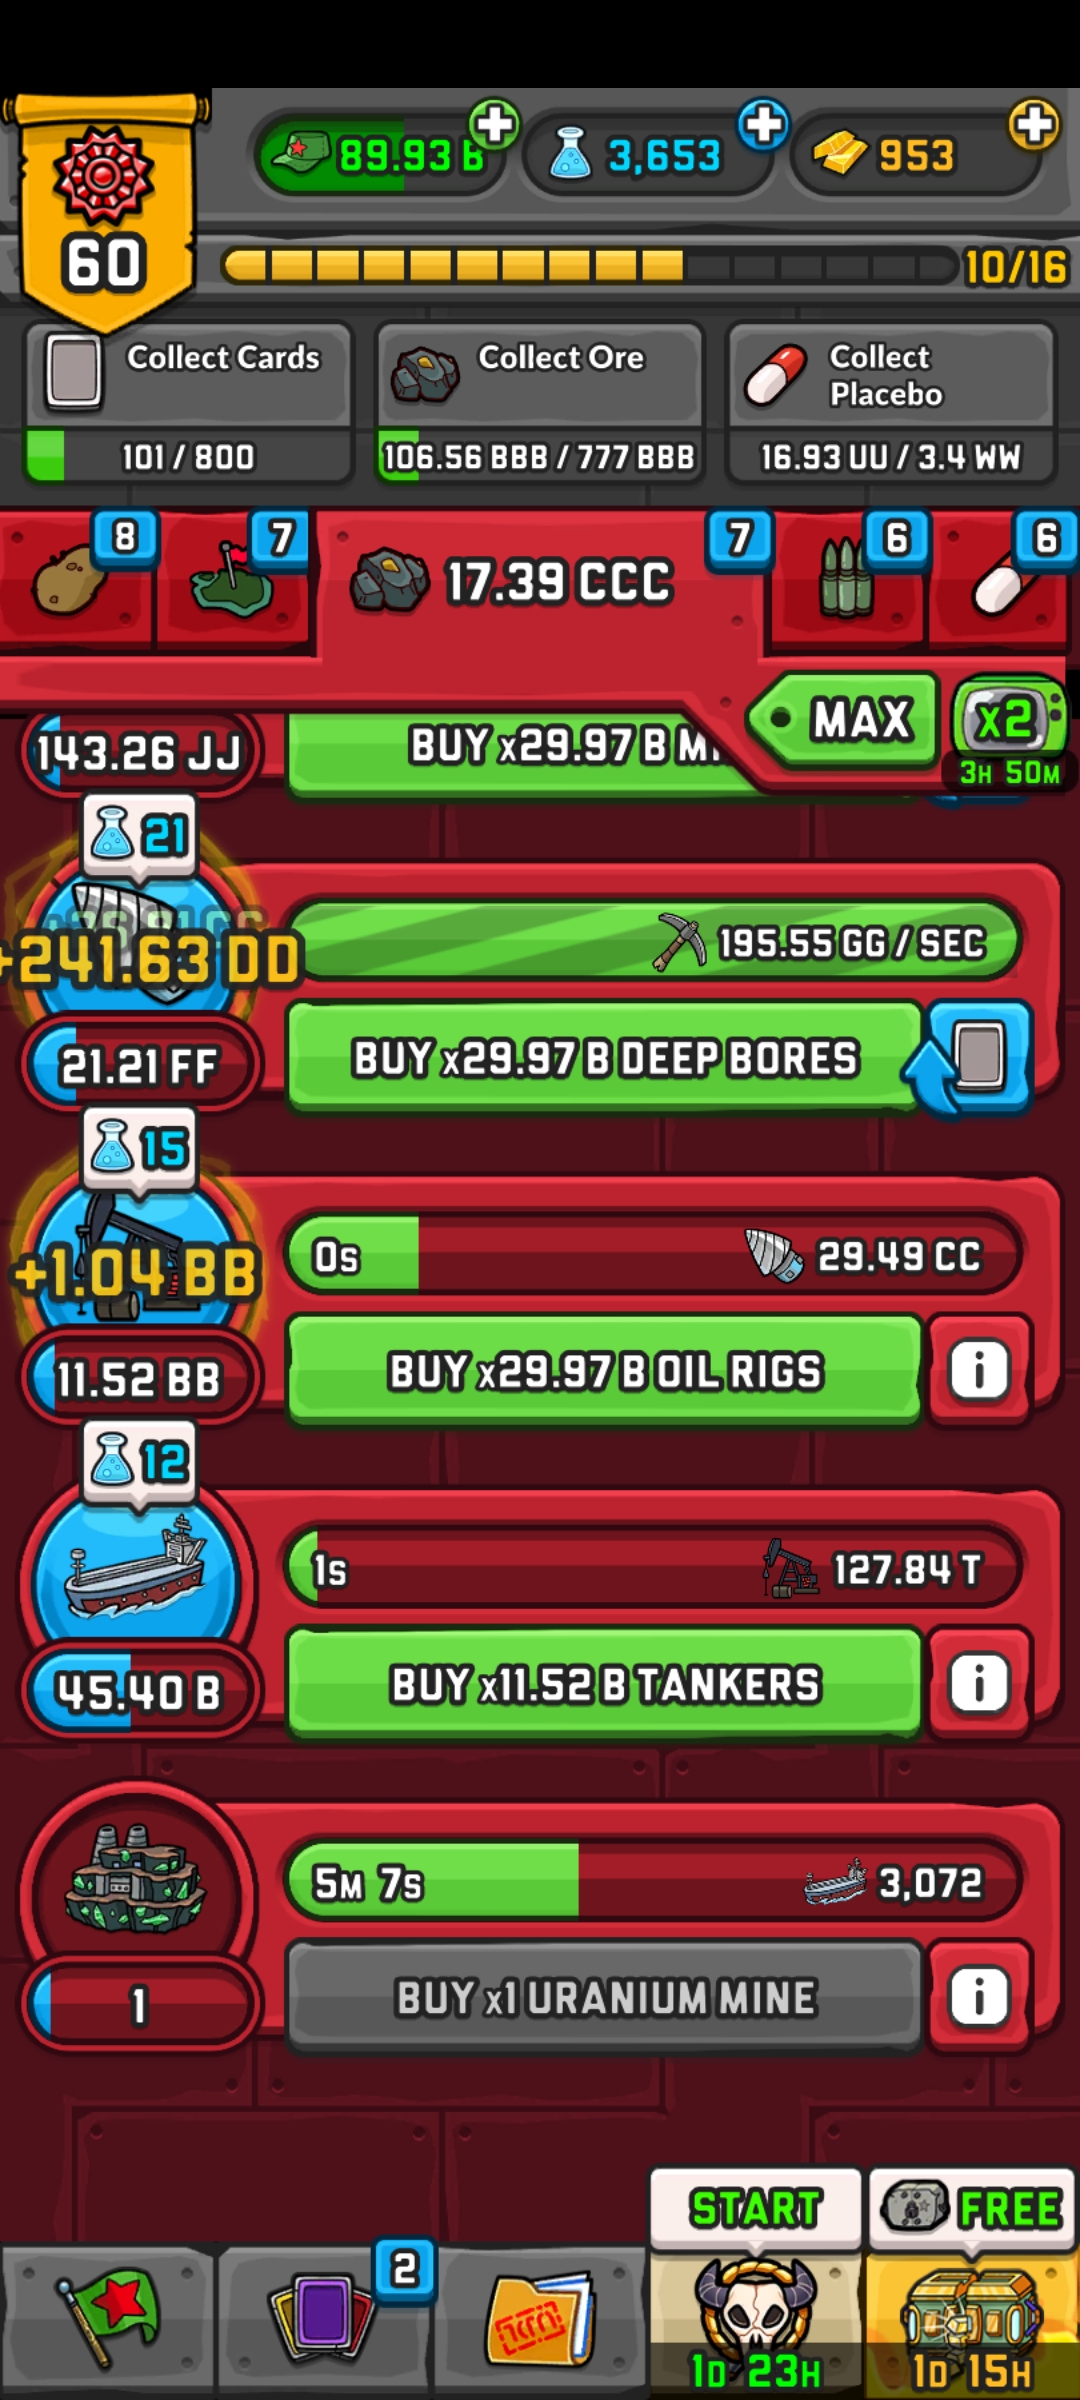 89.93 B
3,653
953
60
10/16
Collect Cards
101 / 800
Collect Ore
106.56 BBB / 777 BBB
Collect
Placebo
16.93 UU / 3.4 WW
8
7
17.39 CCC
7
6
6
MAX
x2
3H 50M
143.26 JJ
BUY x29.97 B
21
+241.63 DD
195.55 GG / SEC
21.21 FF
BUY x29.97 B DEEP BORES
15
+1.04 BB
0s
29.49 CC
11.52 BB
BUY x29.97 B OIL RIGS
i
12
1s
127.84 T
45.40 B
BUY x11.52 B TANKERS
i
5M 7s
3,072
1
BUY x1 URANIUM MINE
i
START
FREE
2
1D 23H
1D 15H